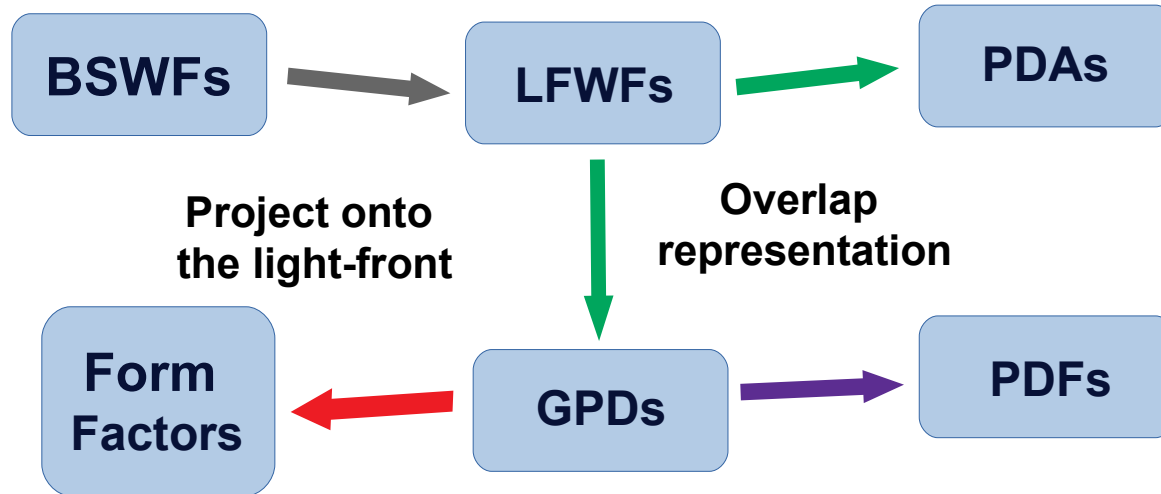 BSWFs
LFWFs
PDAs
Project onto
the light-front
Overlap
representation
Form
Factors
GPDs
PDFs